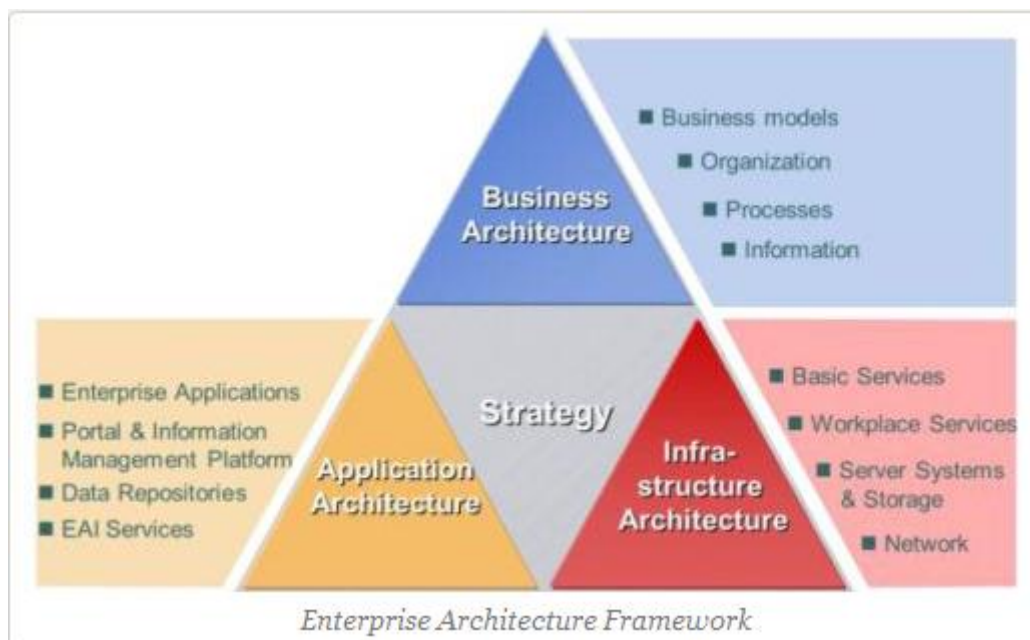 Business models
Organization
Processes
Information
Business
Architecture
Enterprise Applications
Portal & Information
Management Platform
Data Repositories
EAI Services
Application
Architecture
Strategy
Infra-
structure
Architecture
Basic Services
Workplace Services
Server Systems
& Storage
Network
Enterprise Architecture Framework